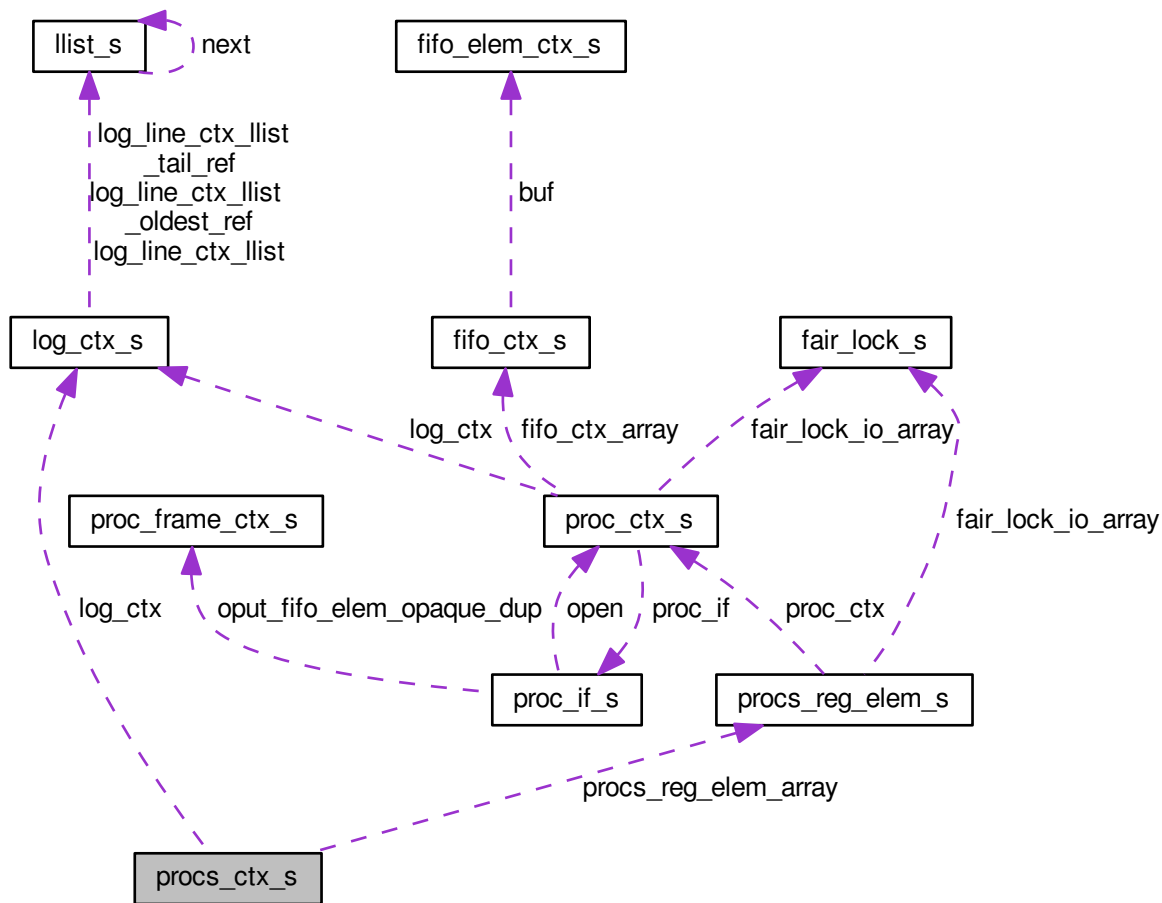 llist_s
next
fifo_elem_ctx_s
log_line_ctx_llist
_tail_ref
log_line_ctx_llist
_oldest_ref
log_line_ctx_llist
buf
log_ctx_s
fifo_ctx_s
fair_lock_s
log_ctx
fifo_ctx_array
fair_lock_io_array
proc_frame_ctx_s
proc_ctx_s
fair_lock_io_array
log_ctx
oput_fifo_elem_opaque_dup
open
proc_if
proc_ctx
proc_if_s
procs_reg_elem_s
procs_reg_elem_array
procs_ctx_s